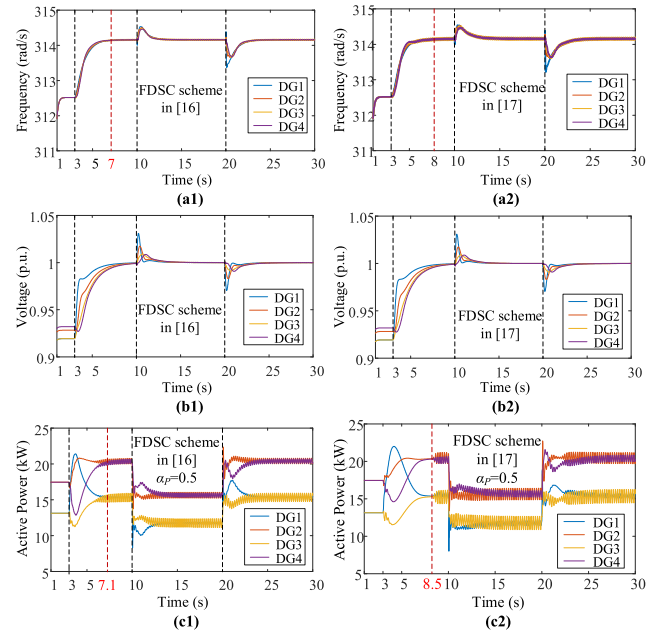 315
314
313
312
311
Frequency (rad/s)
FDSC scheme
in [16]
DG1
DG2
DG3
DG4
1 3 5 7 10 15 20 25 30
Time (s)
(a1)
315
314
313
312
311
Frequency (rad/s)
FDSC scheme
in [17]
DG1
DG2
DG3
DG4
1 3 5 8 10 15 20 25 30
Time (s)
(a2)
1.05
1
0.95
0.9
Voltage (p.u.)
FDSC scheme
in [16]
DG1
DG2
DG3
DG4
1 3 5 10 15 20 25 30
Time (s)
(b1)
1.05
1
0.95
0.9
Voltage (p.u.)
FDSC scheme
in [17]
DG1
DG2
DG3
DG4
1 3 5 10 15 20 25 30
Time (s)
(b2)
25
20
15
10
Active Power (kW)
FDSC scheme
in [16]
αP=0.5
DG1
DG2
DG3
DG4
1 3 5 7.1 10 15 20 25 30
Time (s)
(c1)
25
20
15
10
Active Power (kW)
FDSC scheme
in [17]
αP=0.5
DG1
DG2
DG3
DG4
1 3 5 8.5 10 15 20 25 30
Time (s)
(c2)